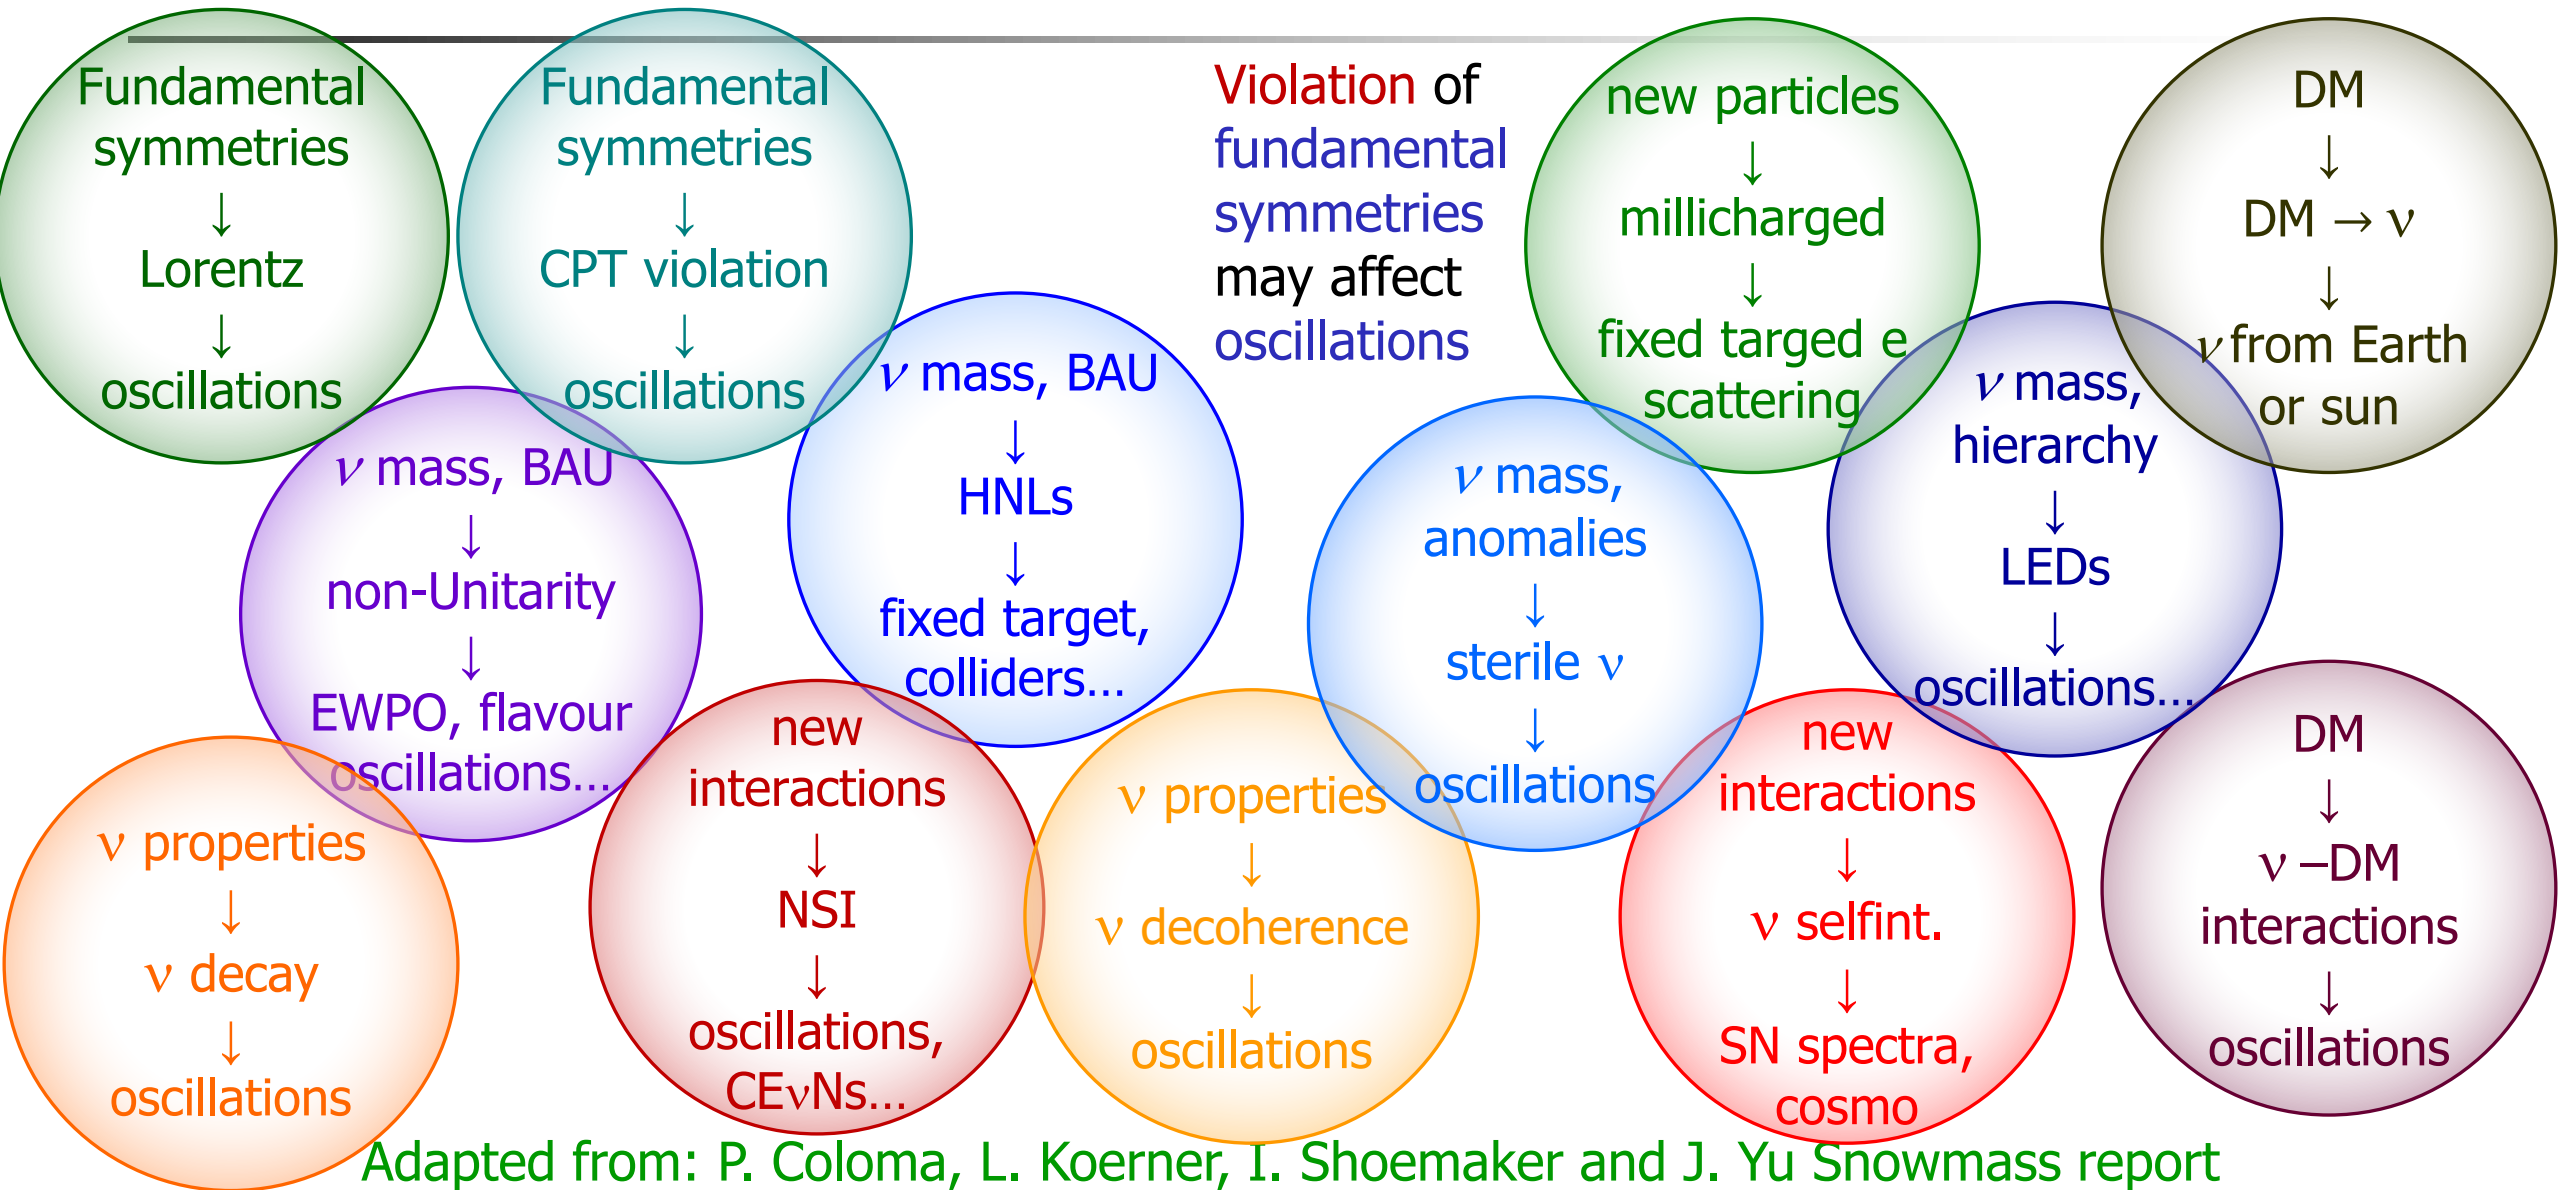 Fundamental
symmetries
↓
Lorentz
↓
oscillations
Fundamental
symmetries
↓
CPT violation
↓
oscillations
Violation of
fundamental
symmetries
may affect
oscillations
new particles
↓
millicharged
↓
fixed targed e
scattering
DM
↓
DM → ν
↓
ν from Earth
or sun
ν mass, BAU
↓
non-Unitarity
↓
EWPO, flavour
oscillations...
ν mass, BAU
↓
HNLs
↓
fixed target,
colliders...
ν mass,
anomalies
↓
sterile ν
↓
oscillations
ν mass,
hierarchy
↓
LEDs
↓
oscillations...
ν properties
↓
ν decay
↓
oscillations
new
interactions
↓
NSI
↓
oscillations,
CEνNs...
ν properties
↓
ν decoherence
↓
oscillations
new
interactions
↓
ν selfint.
↓
SN spectra,
cosmo
DM
↓
ν –DM
interactions
↓
oscillations
Adapted from: P. Coloma, L. Koerner, I. Shoemaker and J. Yu Snowmass report